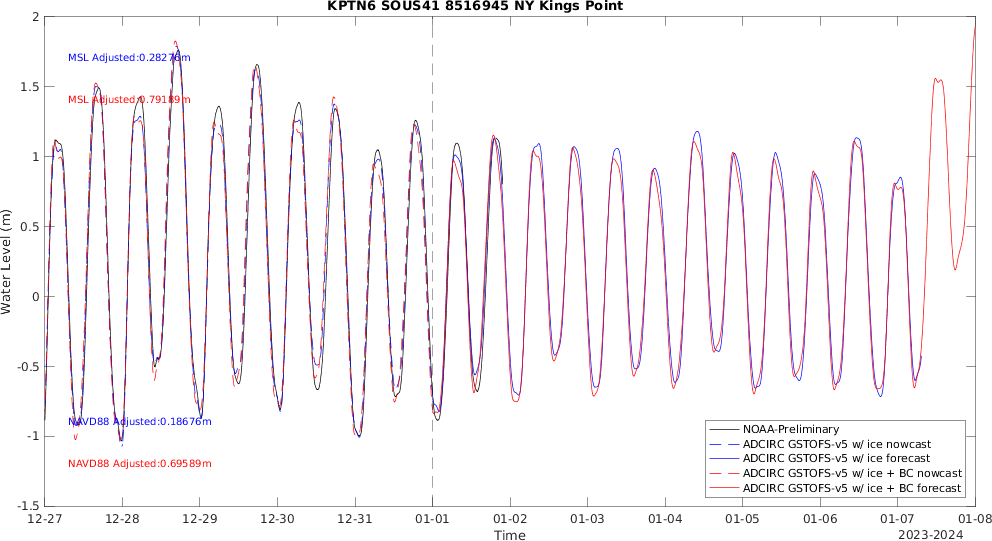 KPTN6 SOUS41 8516945 NY Kings Point
2
1.5
1
0.5
0
-0.5
-1
-1.5
Water Level (m)
MSL Adjusted:0.28276m
MSL Adjusted:0.79189m
NAVD88 Adjusted:0.18676m
NAVD88 Adjusted:0.69589m
NOAA-Preliminary
ADCIRC GSTOFS-v5 w/ ice nowcast
ADCIRC GSTOFS-v5 w/ ice forecast
ADCIRC GSTOFS-v5 w/ ice + BC nowcast
ADCIRC GSTOFS-v5 w/ ice + BC forecast
12-27 12-28 12-29 12-30 12-31 01-01 01-02 01-03 01-04 01-05 01-06 01-07 01-08
Time
2023-2024